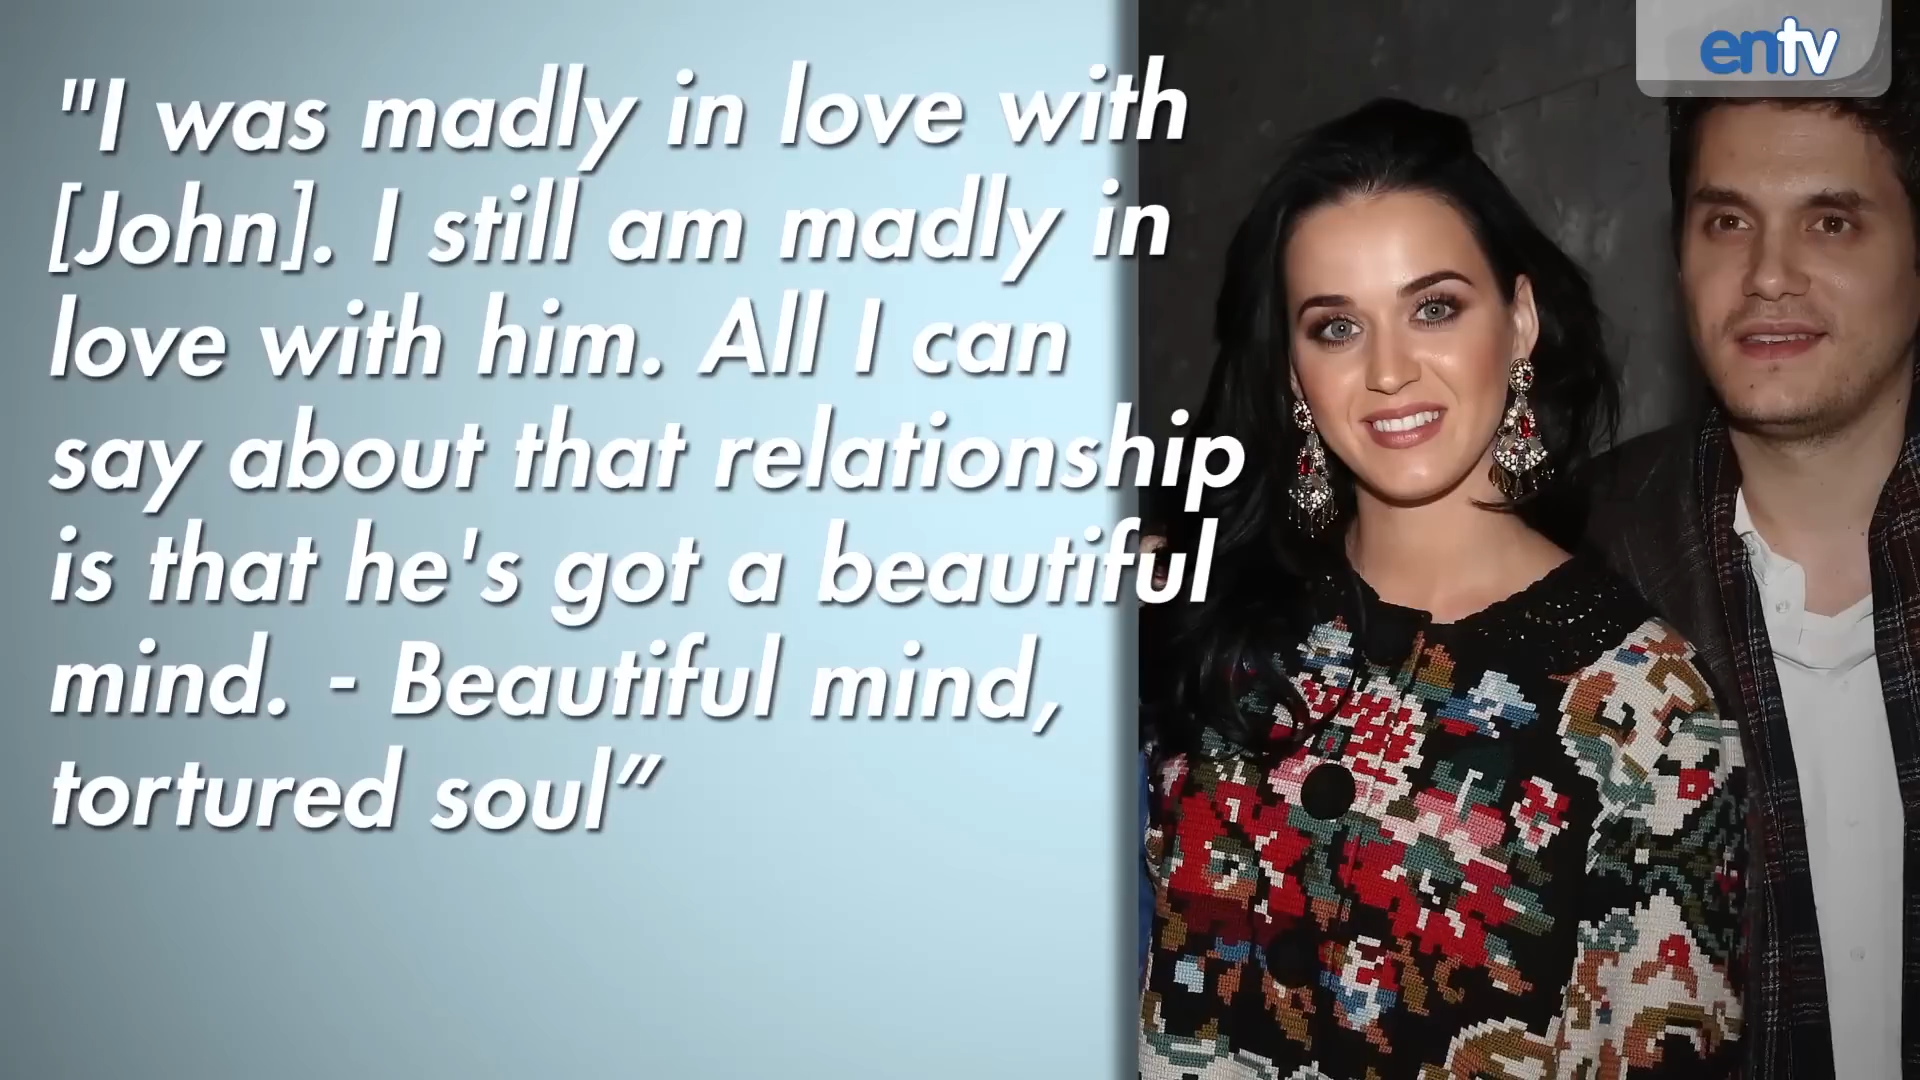 entv
"I was madly in love with
[John]. I still am madly in
love with him. All I can
say about that relationship
is that he's got a beautiful
mind. - Beautiful mind,
tortured soul”